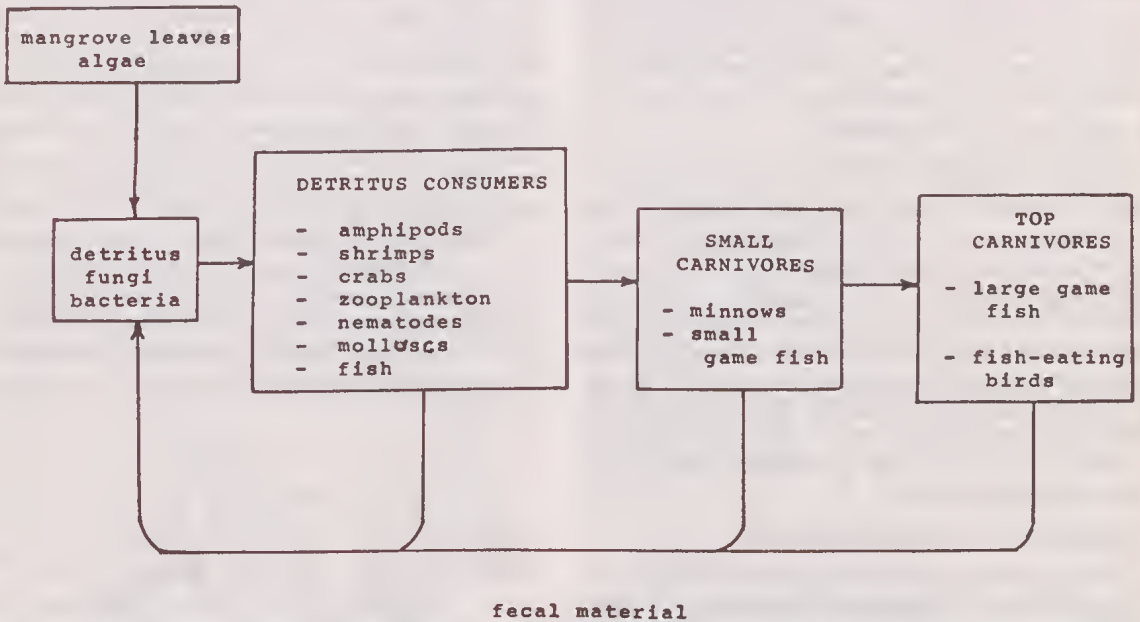 mangrove leaves
algae
detritus
fungi
bacteria
DETRITUS CONSUMERS
- amphipods
- shrimps
- crabs
- zooplankton
- nematodes
- molluscs
- fish
SMALL
CARNIVORES
- minnows
- small
game fish
TOP
CARNIVORES
- large game
fish
- fish-eating
birds
fecal material